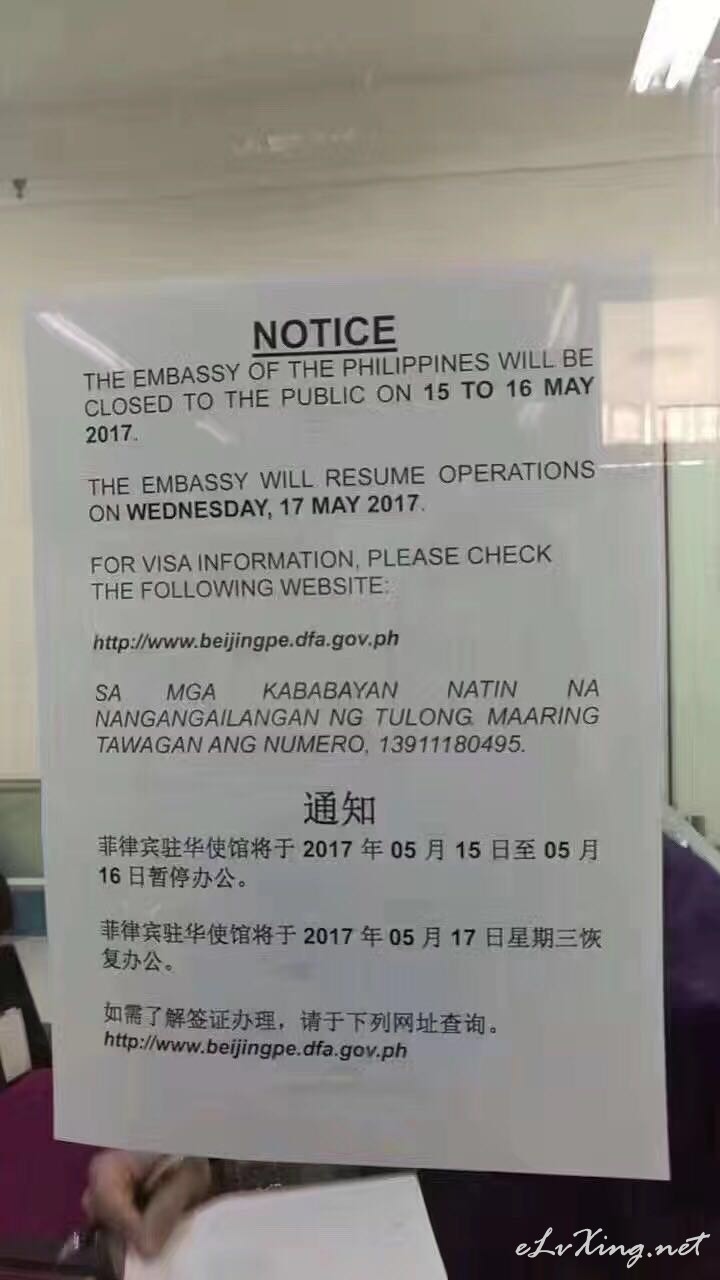 NOTICE
THE EMBASSY OF THE PHILIPPINES WILL BE
CLOSED TO THE PUBLIC ON 15 TO 16 MAY
2017.
THE EMBASSY WILL RESUME OPERATIONS
ON WEDNESDAY, 17 MAY 2017.
FOR VISA INFORMATION, PLEASE CHECK
THE FOLLOWING WEBSITE:
http://www.beijingpe.dfa.gov.ph
SA MGA KABABAYAN NATIN NA
NANGANGAILANGAN NG TULONG. MAARING
TAWAGAN ANG NUMERO, 13911180495.
通知
菲律宾驻华使馆将于 2017 年 05 月 15 日至 05 月
16 日暂停办公。
菲律宾驻华使馆将于 2017 年 05 月 17 日星期三恢
复办公。
如需了解签证办理，请于下列网址查询。
http://www.beijingpe.dfa.gov.ph
eLvXing.net